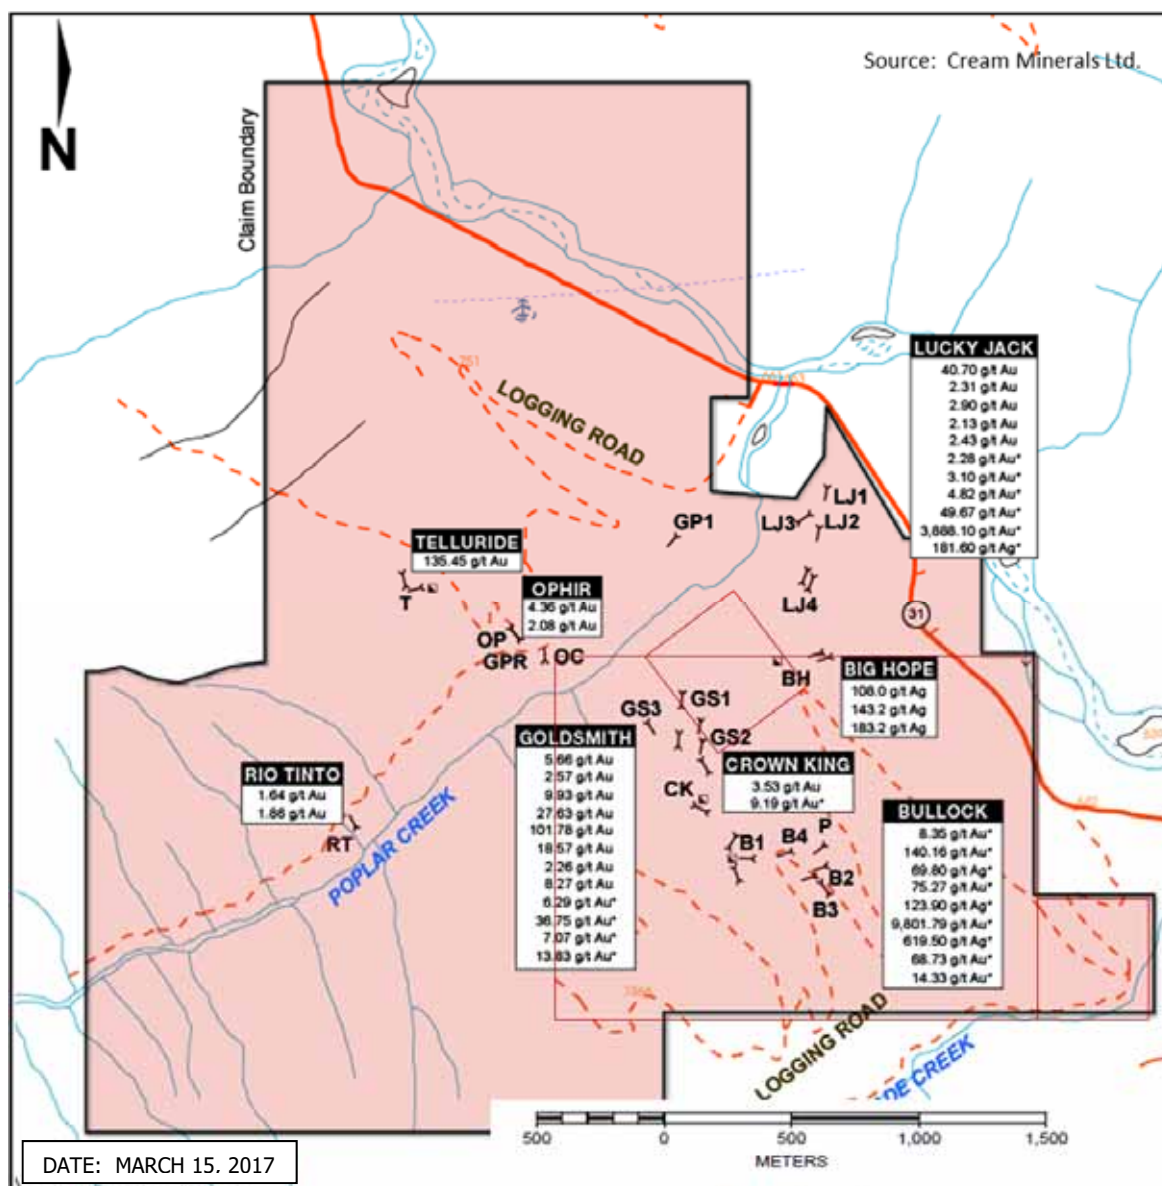 Source: Cream Minerals Ltd.
N
Claim Boundary
LOGGING ROAD
751
LUCKY JACK
40.70 g/t Au
2.31 g/t Au
2.90 g/t Au
2.13 g/t Au
2.43 g/t Au
2.28 g/t Au*
3.10 g/t Au*
4.82 g/t Au*
49.67 g/t Au*
3,888.10 g/t Au*
181.60 g/t Ag*
LJ1
LJ3
LJ2
GP1
TELLURIDE
135.45 g/t Au
T
OPHIR
4.36 g/t Au
2.08 g/t Au
LJ4
31
OP
GPR
OC
BH
BIG HOPE
108.0 g/t Ag
143.2 g/t Ag
183.2 g/t Ag
GS1
GS3
GS2
GOLDSMITH
5.66 g/t Au
2.57 g/t Au
9.93 g/t Au
27.63 g/t Au
101.78 g/t Au
18.57 g/t Au
2.26 g/t Au
8.27 g/t Au
6.29 g/t Au*
36.75 g/t Au*
7.07 g/t Au*
13.83 g/t Au*
CROWN KING
3.53 g/t Au
9.19 g/t Au*
RIO TINTO
1.64 g/t Au
1.86 g/t Au
RT
CK
POPLAR CREEK
BULLOCK
8.35 g/t Au*
140.16 g/t Au*
69.80 g/t Ag*
75.27 g/t Au*
123.90 g/t Ag*
9,801.79 g/t Au*
619.50 g/t Ag*
68.73 g/t Au*
14.33 g/t Au*
P
B1
B4
B2
B3
LOGGING ROAD
DE CREEK
500 0 500 1,000 1,500
METERS
DATE: MARCH 15, 2017